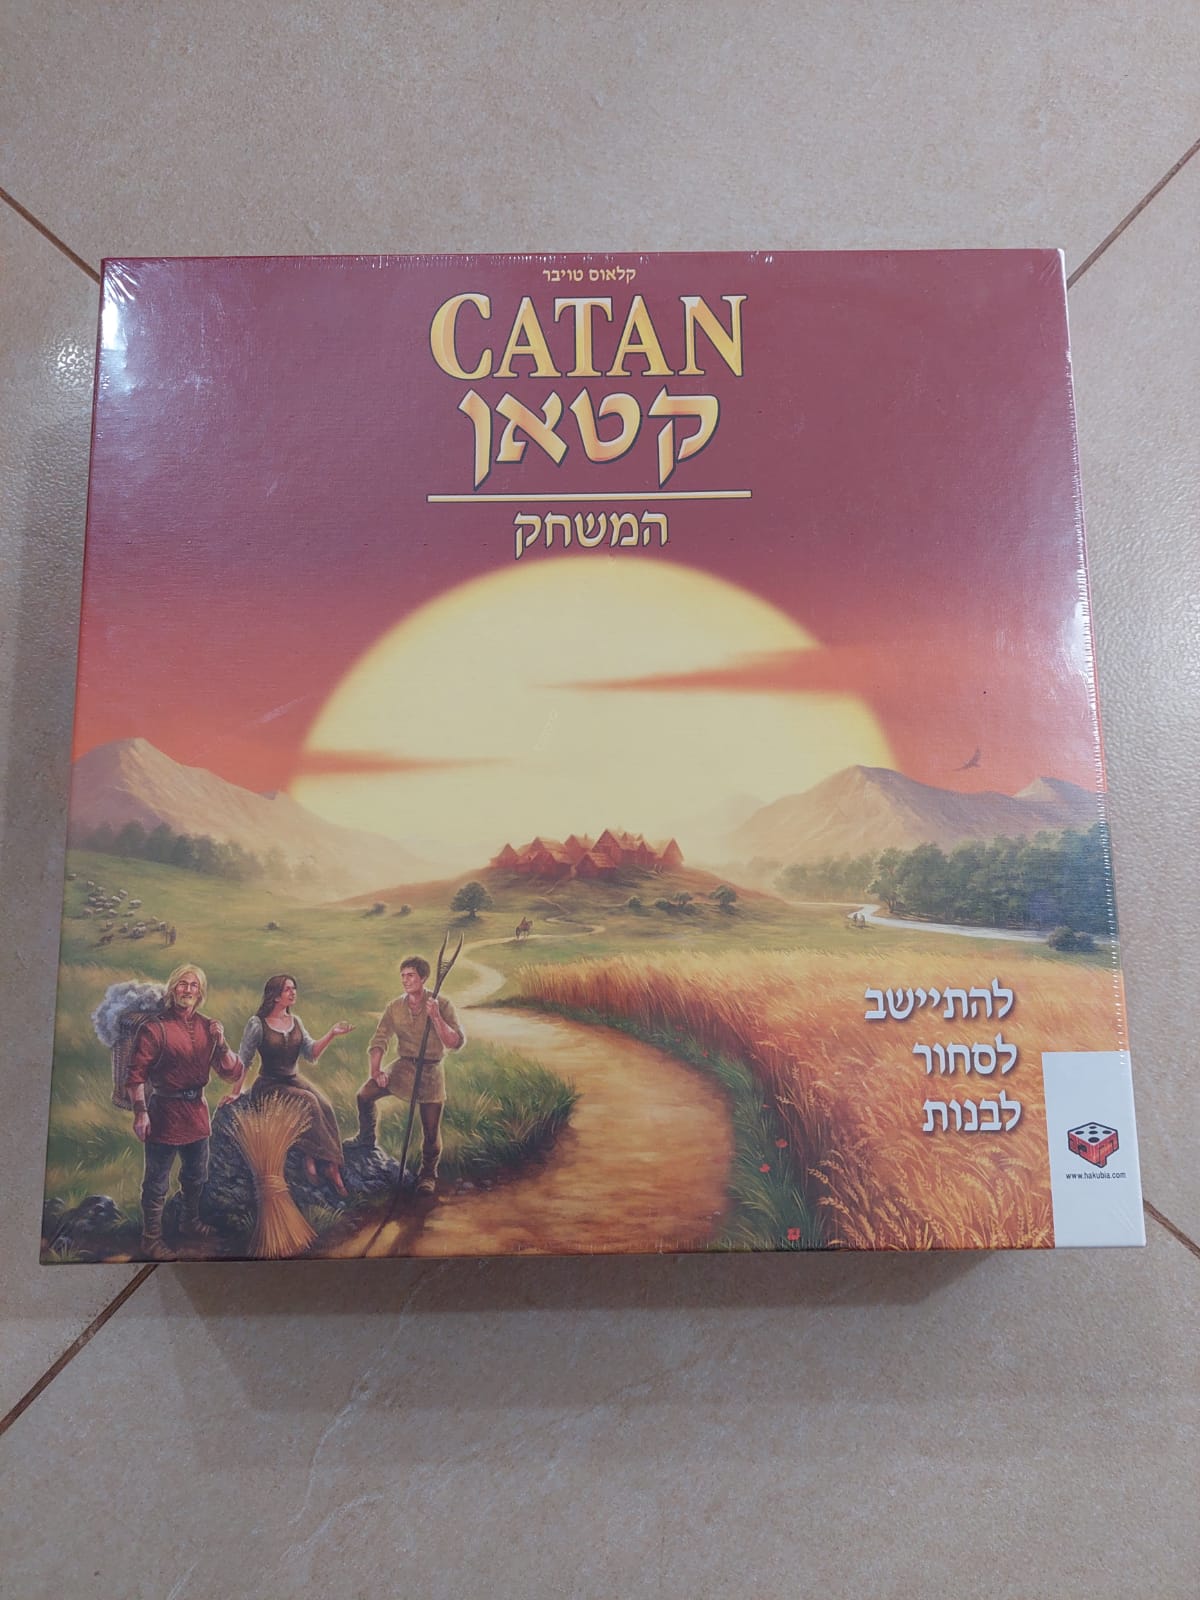 קלאוס טויבר
CATAN
קטאן
המשחק
להתיישב
לסחור
לבנות
www.hakubia.com